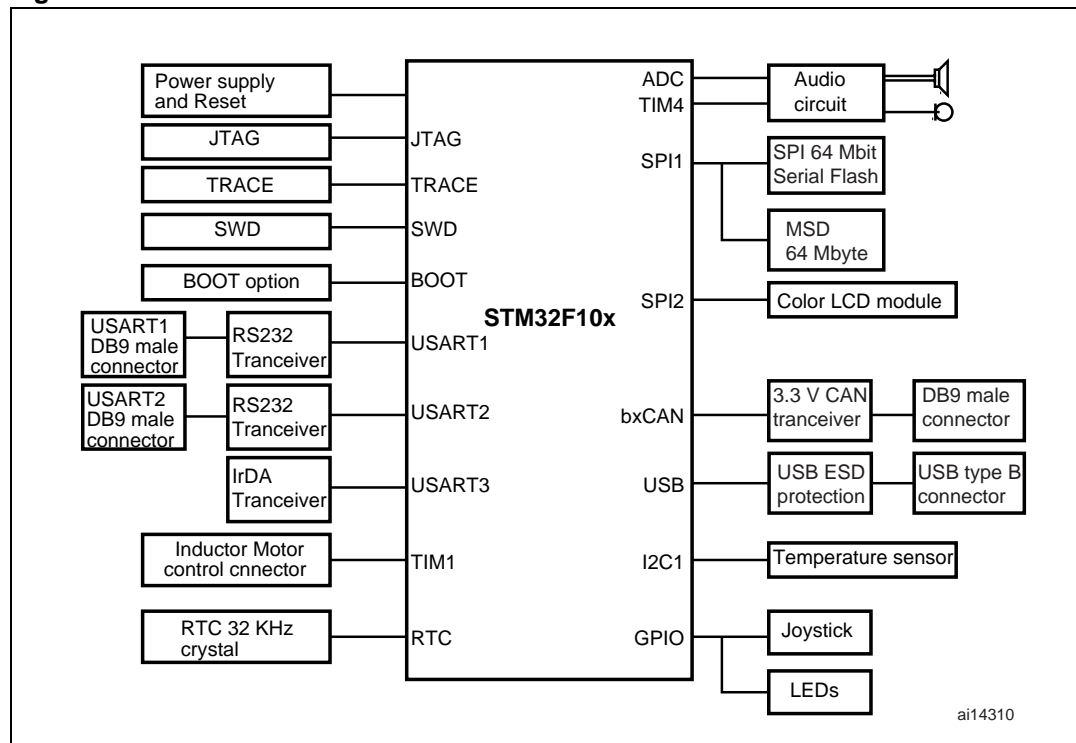 Power supply
and Reset
JTAG
TRACE
SWD
BOOT option
USART1
DB9 male
connector
RS232
Tranceiver
USART2
DB9 male
connector
RS232
Tranceiver
IrDA
Tranceiver
Inductor Motor
control cnnector
RTC 32 KHz
crystal
JTAG
TRACE
SWD
BOOT
USART1
USART2
USART3
TIM1
RTC
STM32F10x
ADC
TIM4
SPI1
SPI2
bxCAN
USB
I2C1
GPIO
Audio
circuit
SPI 64 Mbit
Serial Flash
MSD
64 Mbyte
Color LCD module
3.3 V CAN
tranceiver
DB9 male
connector
USB ESD
protection
USB type B
connector
Temperature sensor
Joystick
LEDs
ai14310